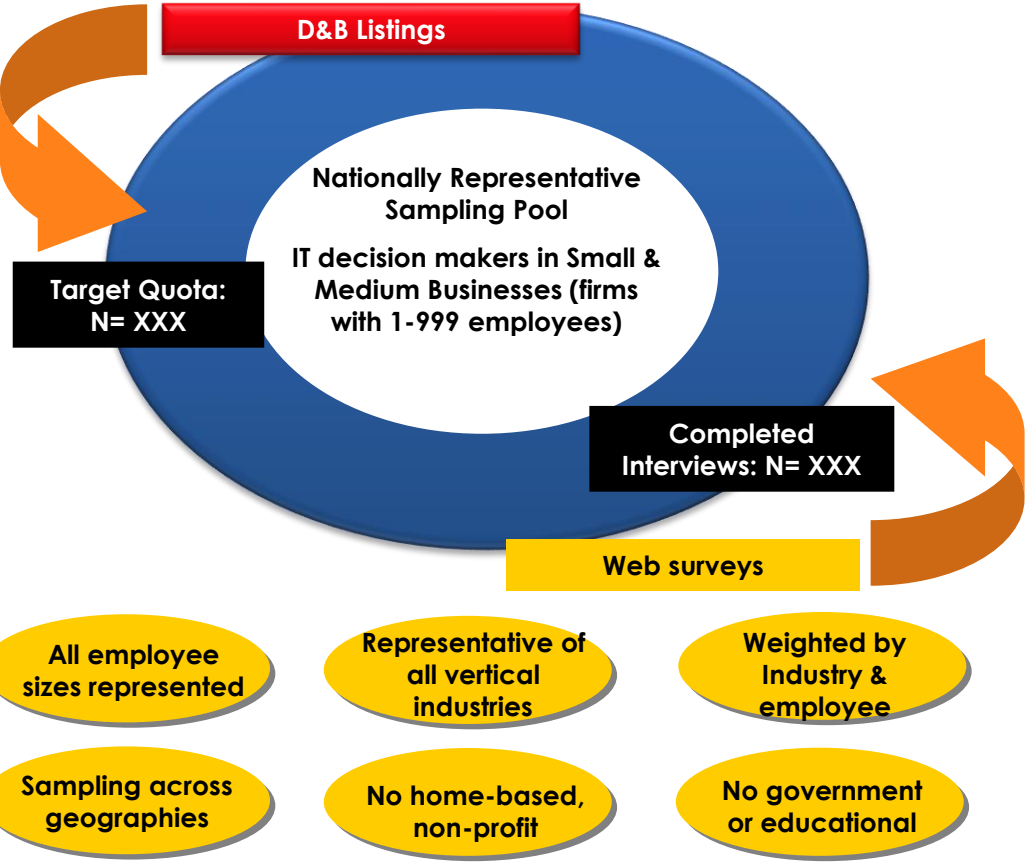 D&B Listings
Nationally Representative
Sampling Pool
IT decision makers in Small &
Medium Businesses (firms
with 1-999 employees)
Target Quota:
N= XXX
Completed
Interviews: N= XXX
Web surveys
All employee
sizes represented
Representative of
all vertical
industries
Weighted by
Industry &
employee
Sampling across
geographies
No home-based,
non-profit
No government
or educational